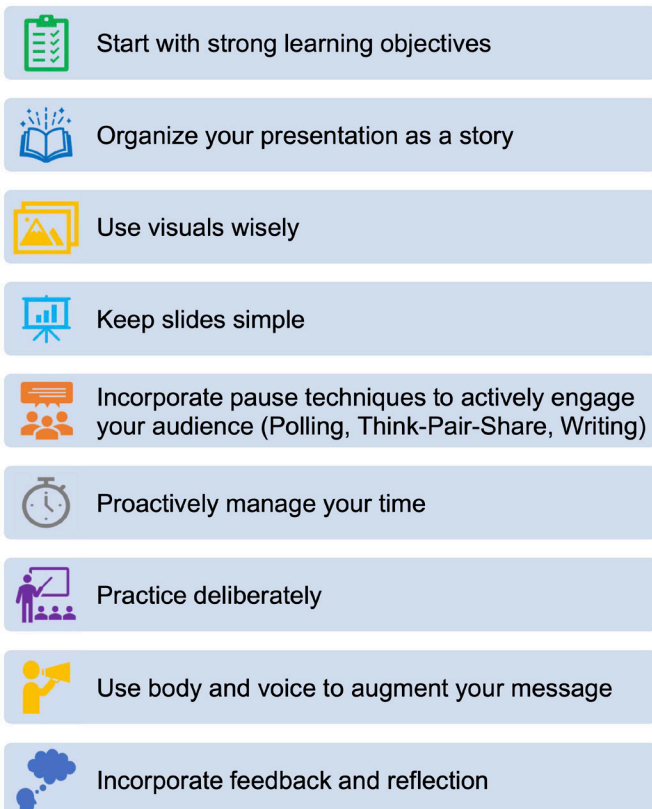 Start with strong learning objectives
Organize your presentation as a story
Use visuals wisely
Keep slides simple
Incorporate pause techniques to actively engage
your audience (Polling, Think-Pair-Share, Writing)
Proactively manage your time
Practice deliberately
Use body and voice to augment your message
Incorporate feedback and reflection